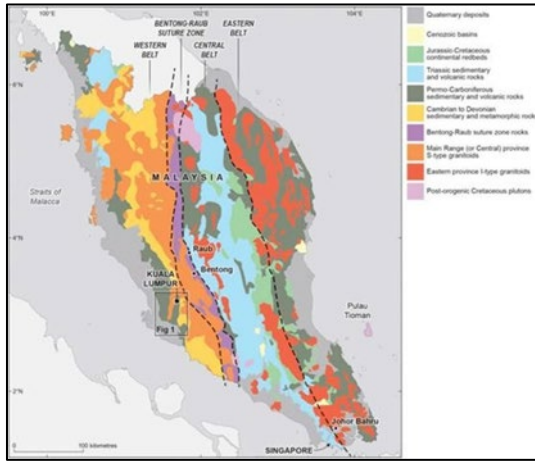 100°E
102°E
104°E
BENTONG-RAUB
SUTURE ZONE
EASTERN
BELT
WESTERN
BELT
CENTRAL
BELT
6°N
MALAYSIA
Straits of
Malacca
4°N
Raub
Bentong
KUALA
LUMPUR
Fig 1
Pulau
Tioman
2°N
Johor Bahru
SINGAPORE
0
100 kilometres
Quaternary deposits
Cenozoic basins
Jurassic-Cretaceous
continental redbeds
Triassic sedimentary
and volcanic rocks
Permo-Carboniferous
sedimentary and volcanic rocks
Cambrian to Devonian
sedimentary and metamorphic rock
Bentong-Raub suture zone rocks
Main Range (or Central) province
S-type granitoids
Eastern province I-type granitoids
Post-orogenic Cretaceous plutons